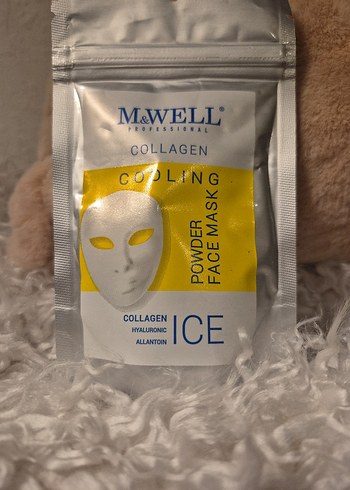 M&WELL®
PROFESSIONAL
COLLAGEN
COOLING
POWDER
FACE MASK
COLLAGEN
HYALURONIC
ALLANTOIN
ICE